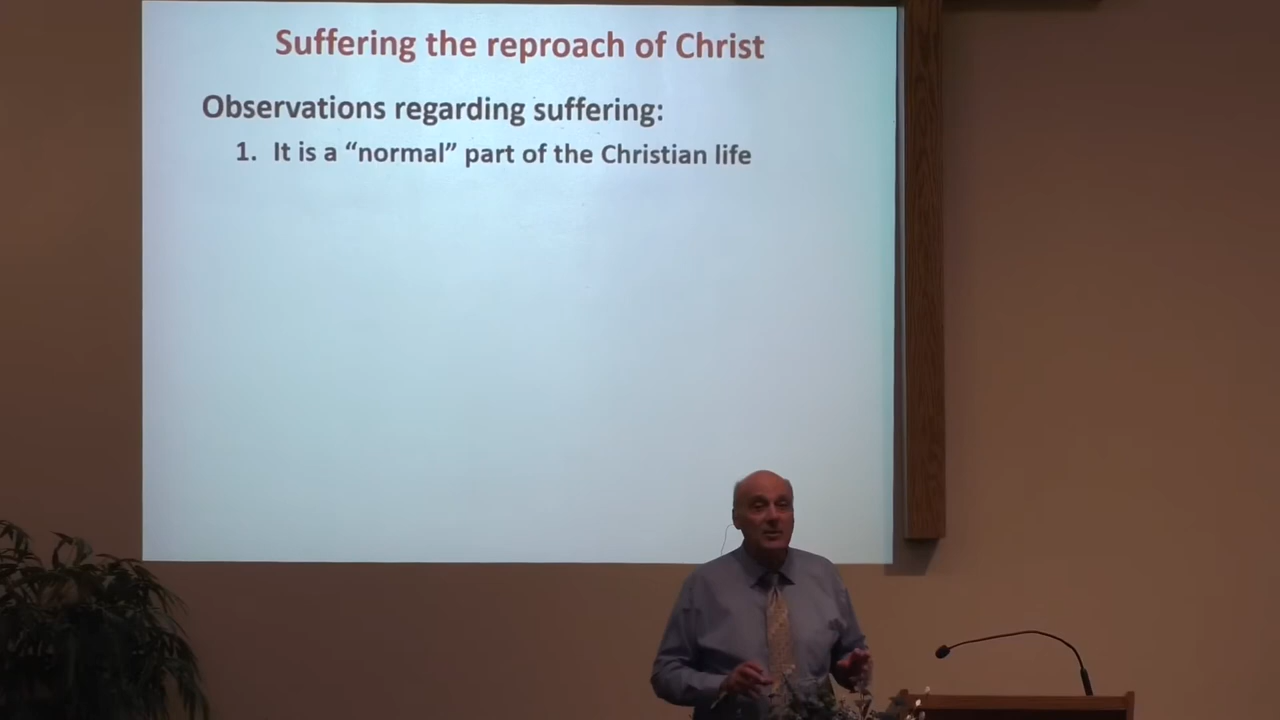 Suffering the reproach of Christ
Observations regarding suffering:
1. It is a “normal” part of the Christian life